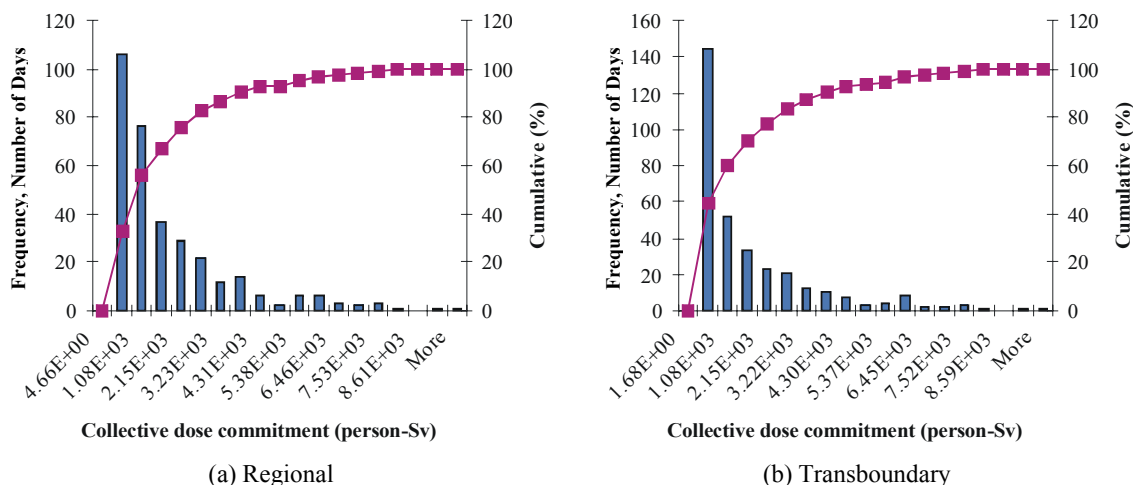 120
100
80
60
40
20
0
Frequency, Number of Days
120
100
80
60
40
20
0
Cumulative (%)
4.66E+00
1.08E+03
2.15E+03
3.23E+03
4.31E+03
5.38E+03
6.46E+03
7.53E+03
8.61E+03
More
Collective dose commitment (person-Sv)
(a) Regional
160
140
120
100
80
60
40
20
0
Frequency, Number of Days
120
100
80
60
40
20
0
Cumulative (%)
1.68E+00
1.08E+03
2.15E+03
3.22E+03
4.30E+03
5.37E+03
6.45E+03
7.52E+03
8.59E+03
More
Collective dose commitment (person-Sv)
(b) Transboundary